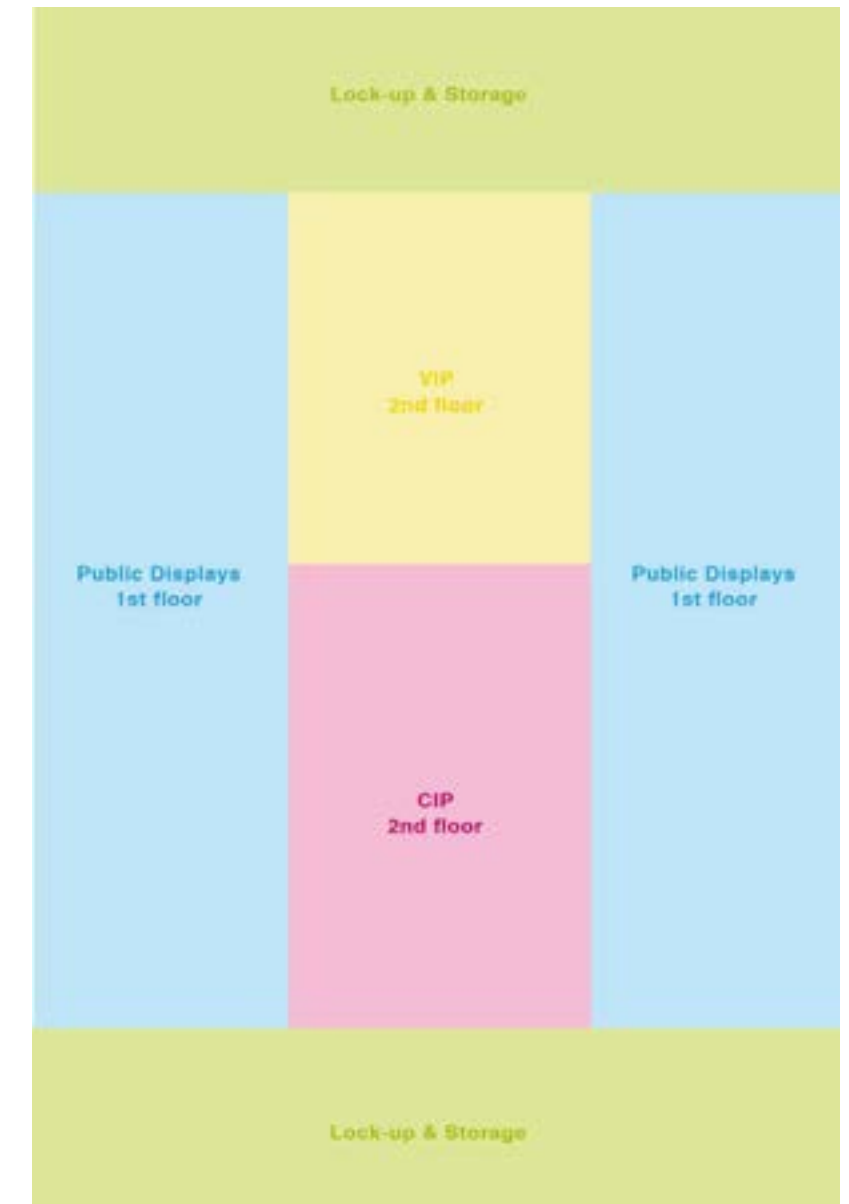 Lock-up & Storage
VIP
2nd floor
Public Displays
1st floor
Public Displays
1st floor
CIP
2nd floor
Lock-up & Storage